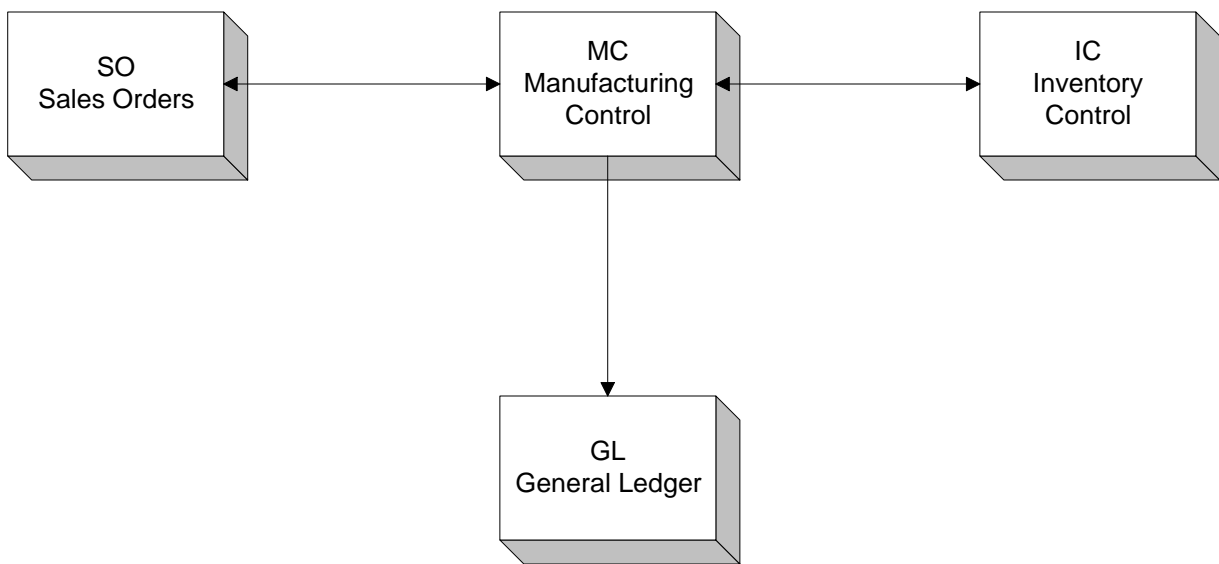 SO
Sales Orders
MC
Manufacturing
Control
IC
Inventory
Control
GL
General Ledger